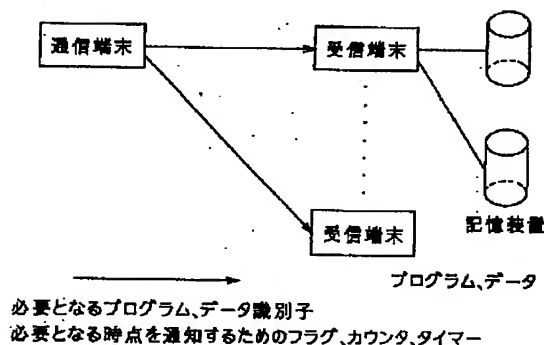 通信端末
受信端末
受信端末
記憶装置
プログラム、データ
必要となるプログラム、データ識別子
必要となる時点を通知するためのフラグ、カウンタ、タイマー